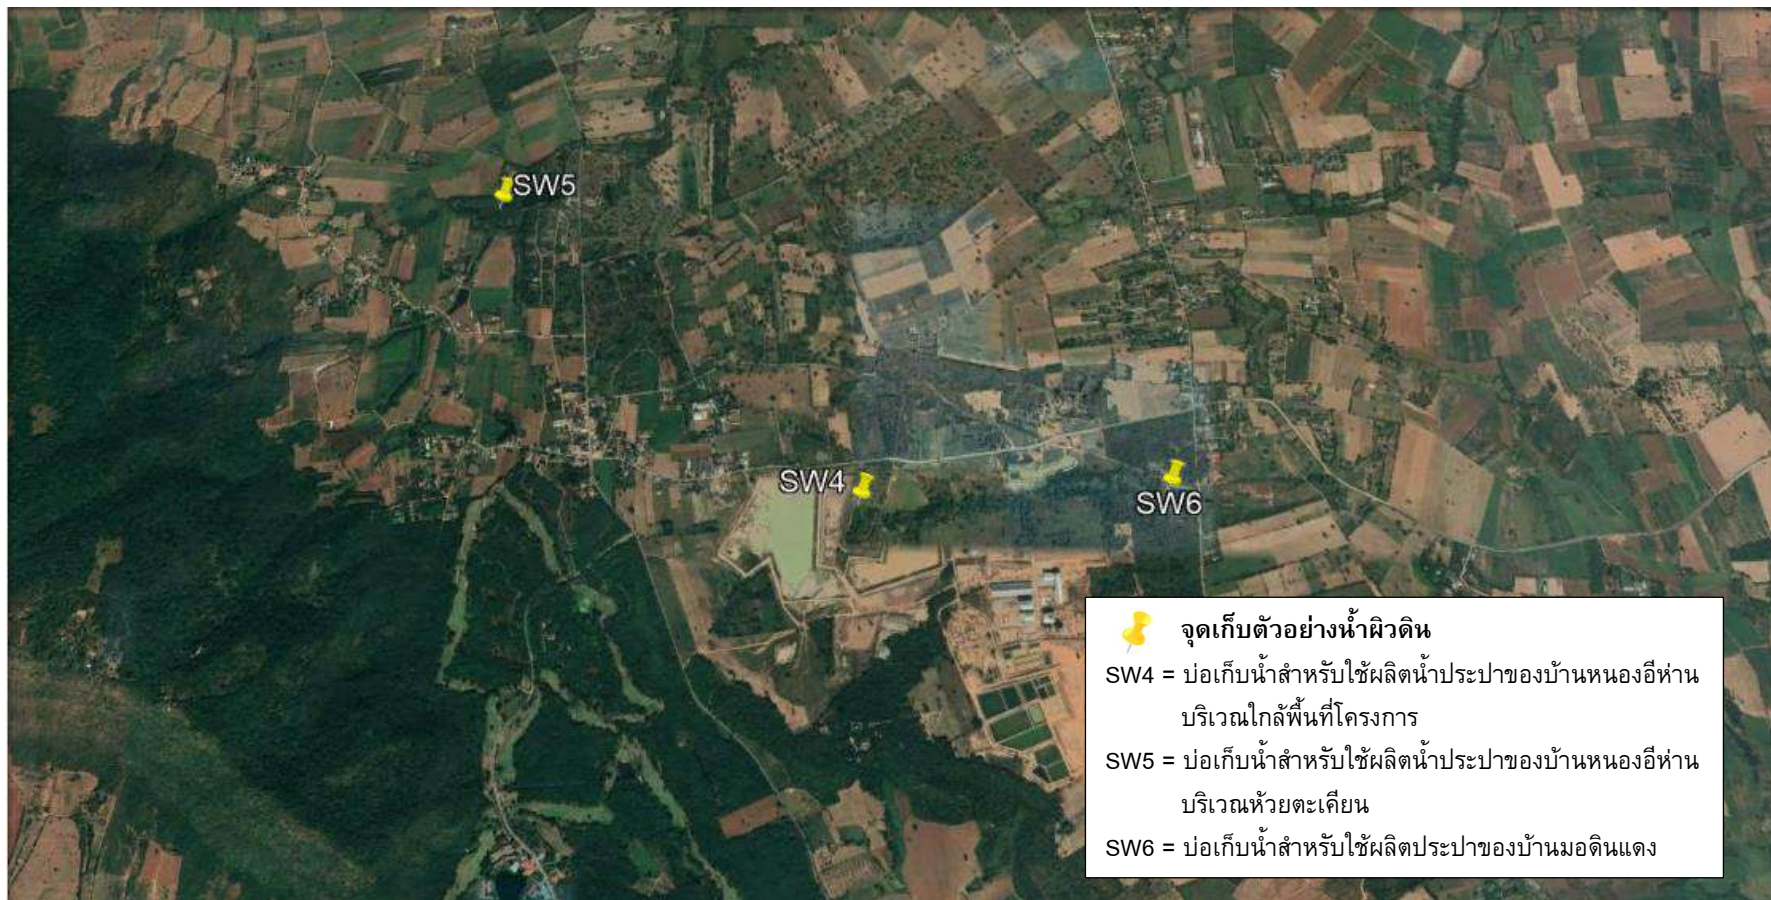 SW5
SW4
SW6
จุดเก็บตัวอย่างน้ำผิวดิน
SW4 = บ่อเก็บน้ำสำหรับใช้ผลิตน้ำประปาของบ้านหนองอีห่าน
บริเวณใกล้พื้นที่โครงการ
SW5 = บ่อเก็บน้ำสำหรับใช้ผลิตน้ำประปาของบ้านหนองอีห่าน
บริเวณห้วยตะเคียน
SW6 = บ่อเก็บน้ำสำหรับใช้ผลิตประปาของบ้านมอดินแดง